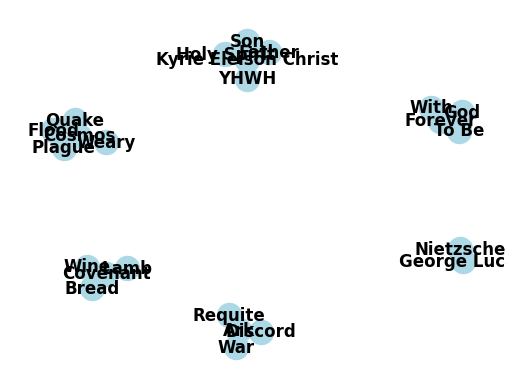 Son
Father
Holy Spirit
Kyrie Eleison Christ
YHWH
With
God
Forever
To Be
Quake
Flood
Cosmos
Weary
Plague
Nietzsche
George Luc
Wine
Lamb
Covenant
Bread
Requite
Ark
Discord
War